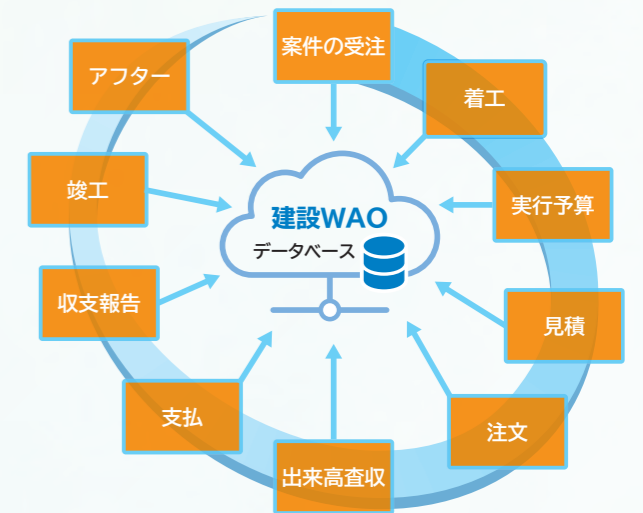 案件の受注
着工
実行予算
見積
注文
出来高査収
支払
収支報告
竣工
アフター
建設WAO
データベース